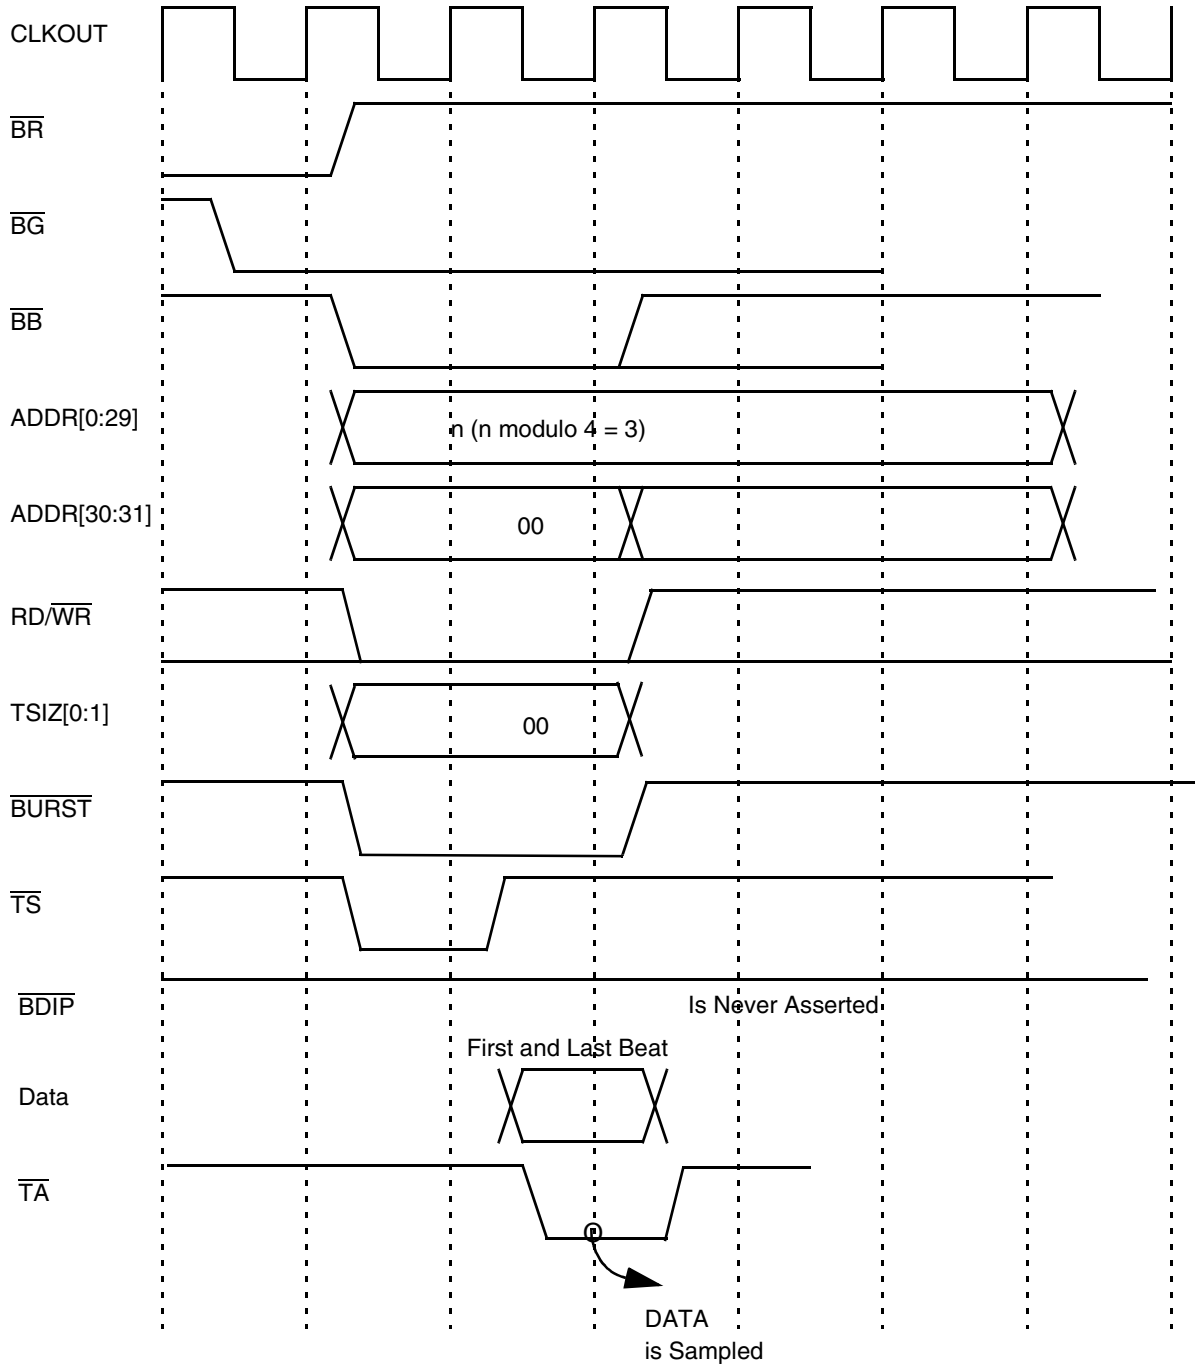 CLKOUT
BR
BG
BB
ADDR[0:29]
n (n modulo 4 = 3)
ADDR[30:31]
00
RD/WR
TSIZ[0:1]
00
BURST
TS
BDIP
Is Never Asserted
First and Last Beat
Data
TA
DATA
is Sampled